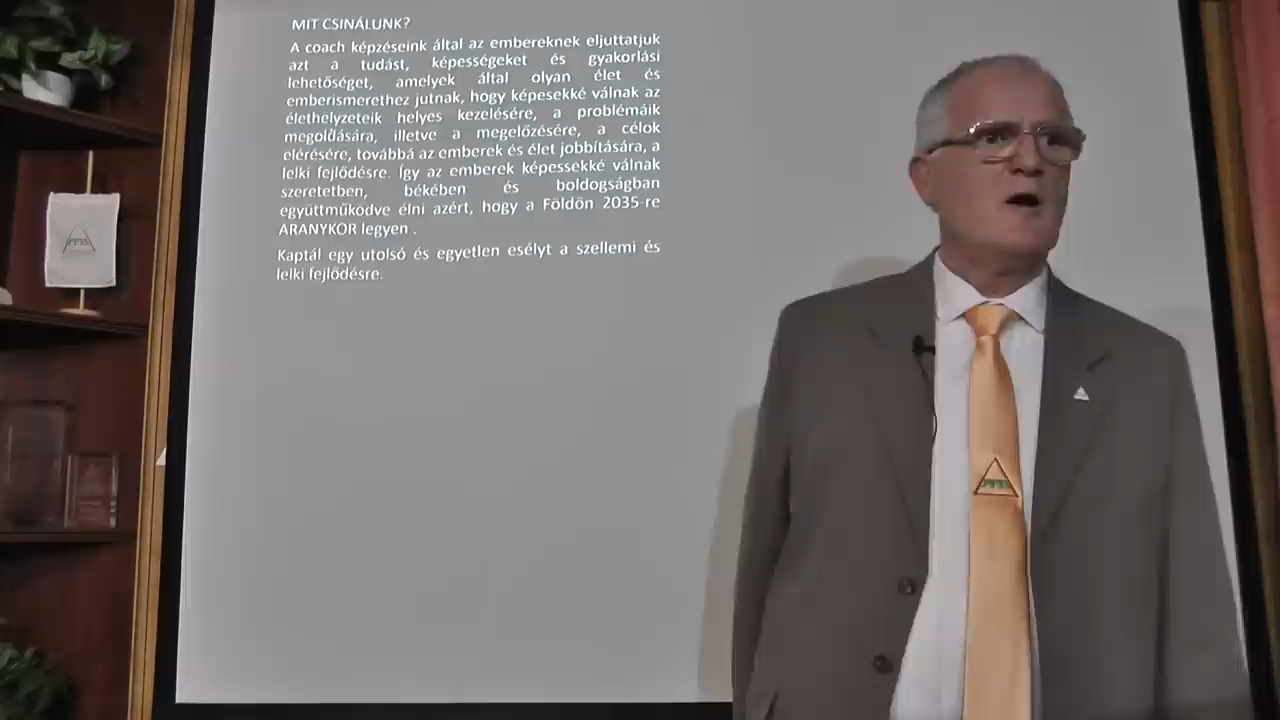 MIT CSINÁLUNK?
A coach képzéseink által az embereknek eljuttatjuk
azt a tudást, képességeket és gyakorlási
lehetőséget, amelyek által olyan élet és
emberismerethez jutnak, hogy képesekké válnak az
élethelyzeteik helyes kezelésére, a problémáik
megoldására, illetve a megelőzésére, a célok
elérésére, továbbá az emberek és élet jobbítására, a
lelki fejlődésre. Így az emberek képessekké válnak
szeretetben, békében és boldogságban
együttműködve élni azért, hogy a Földön 2035-re
ARANYKOR legyen .
Kaptál egy utolsó és egyetlen esélyt a szellemi és
lelki fejlődésre.